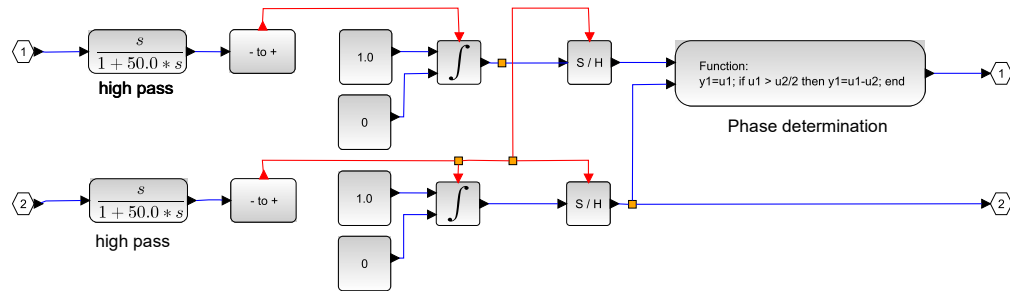 1
s
1 + 50.0 * s
high pass
- to +
1.0
0
∫
S / H
Function:
y1=u1; if u1 > u2/2 then y1=u1-u2; end
Phase determination
1
2
s
1 + 50.0 * s
high pass
- to +
1.0
0
∫
S / H
2